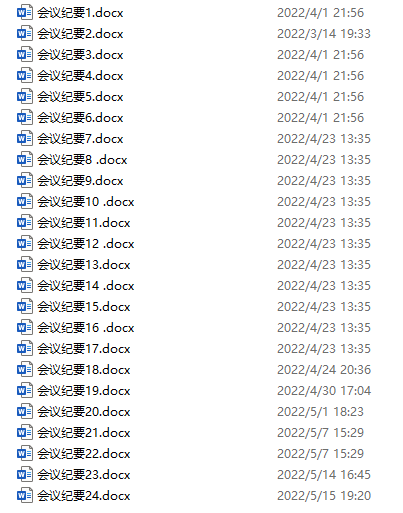 会议纪要1.docx 2022/4/1 21:56
会议纪要2.docx 2022/3/14 19:33
会议纪要3.docx 2022/4/1 21:56
会议纪要4.docx 2022/4/1 21:56
会议纪要5.docx 2022/4/1 21:56
会议纪要6.docx 2022/4/1 21:56
会议纪要7.docx 2022/4/23 13:35
会议纪要8 .docx 2022/4/23 13:35
会议纪要9.docx 2022/4/23 13:35
会议纪要10 .docx 2022/4/23 13:35
会议纪要11.docx 2022/4/23 13:35
会议纪要12 .docx 2022/4/23 13:35
会议纪要13.docx 2022/4/23 13:35
会议纪要14 .docx 2022/4/23 13:35
会议纪要15.docx 2022/4/23 13:35
会议纪要16 .docx 2022/4/23 13:35
会议纪要17.docx 2022/4/23 13:35
会议纪要18.docx 2022/4/24 20:36
会议纪要19.docx 2022/4/30 17:04
会议纪要20.docx 2022/5/1 18:23
会议纪要21.docx 2022/5/7 15:29
会议纪要22.docx 2022/5/7 15:29
会议纪要23.docx 2022/5/14 16:45
会议纪要24.docx 2022/5/15 19:20